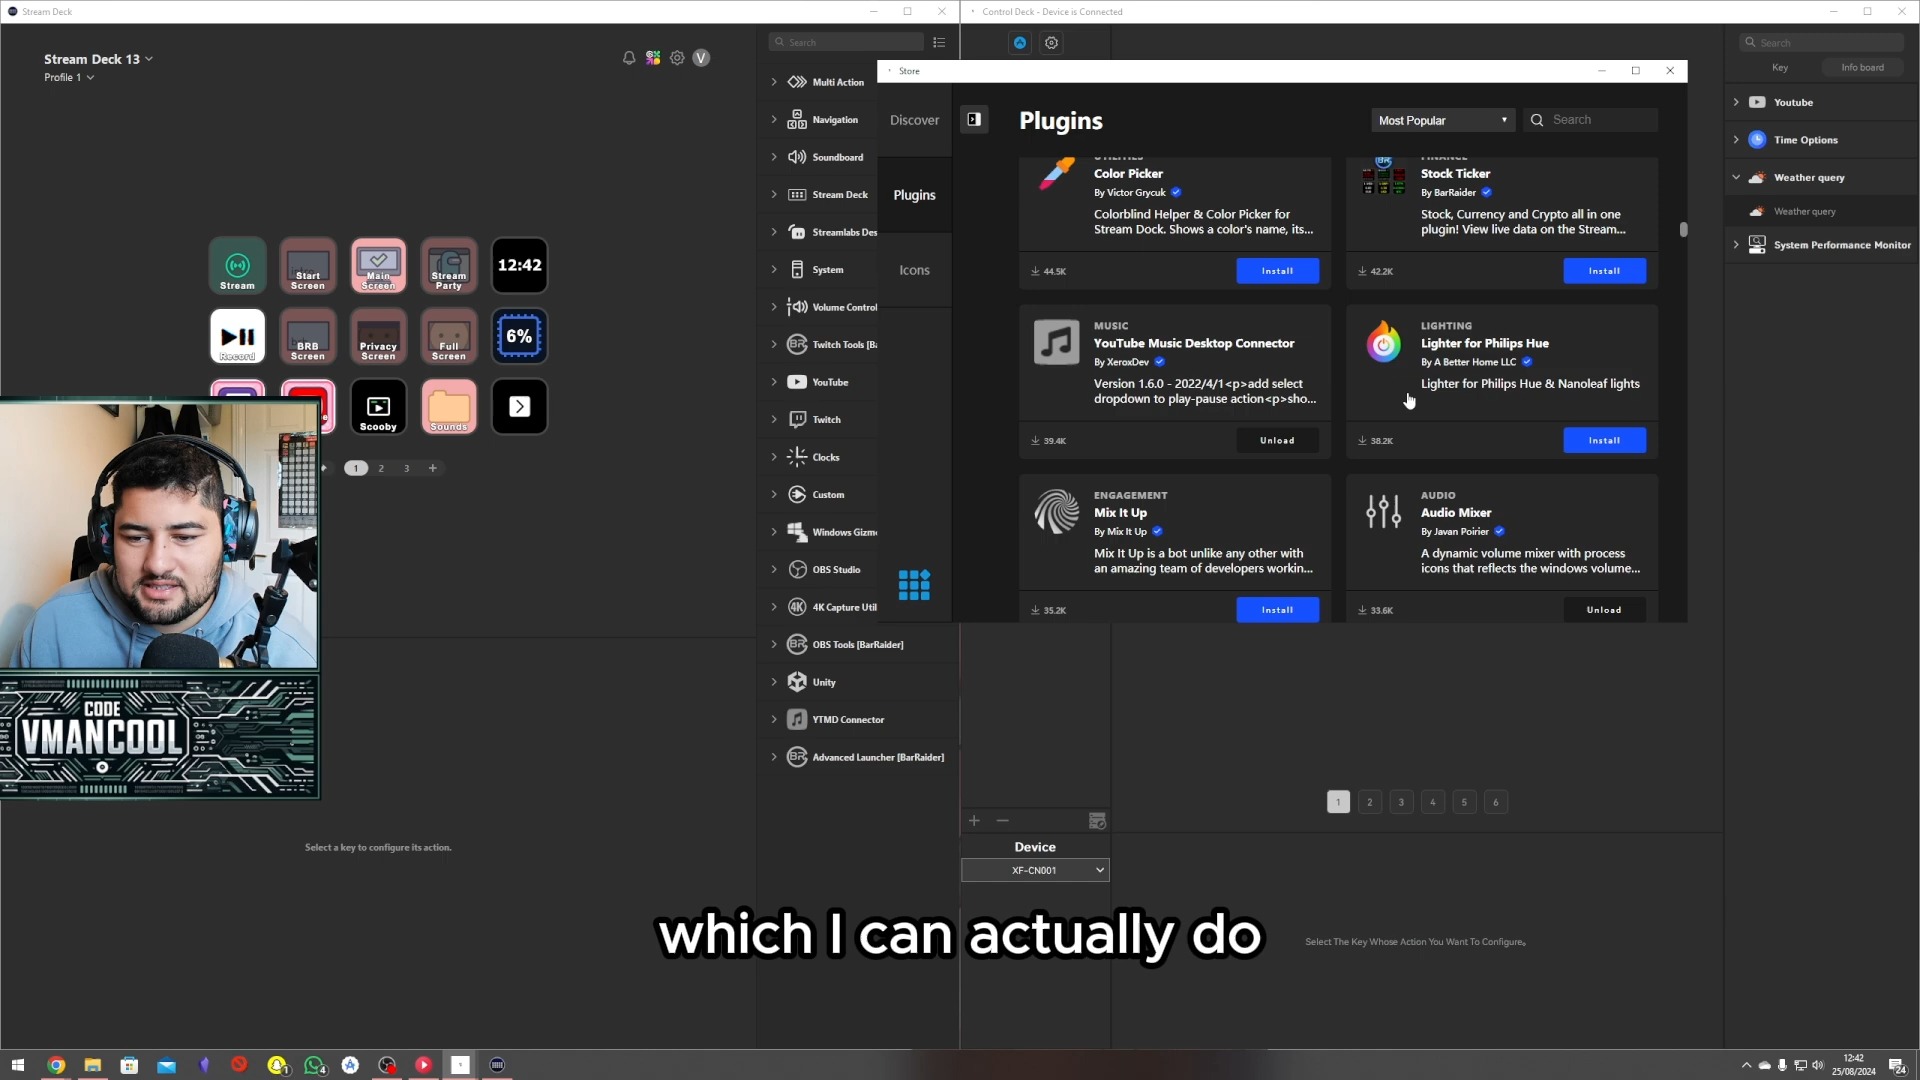 Stream Deck
Stream Deck 13
Profile 1
V
Stream
Start
Screen
Main
Screen
Stream
Party
12:42
Record
BRB
Screen
Privacy
Screen
Full
Screen
6%
Scooby
Sounds
1 2 3 +
CODE
VMANCOOL
Select a key to configure its action.
Search
Multi Action
Navigation
Soundboard
Stream Deck
Streamlabs Des
System
Volume Control
Twitch Tools [Ba
YouTube
Twitch
Clocks
Custom
Windows Gizm
OBS Studio
4K Capture Util
OBS Tools [BarRaider]
Unity
YTMD Connector
Advanced Launcher [BarRaider]
Control Deck - Device is Connected
Store
Discover
Plugins
Icons
Plugins
Most Popular
Search
UTILITIES
Color Picker
By Victor Grycuk
Colorblind Helper & Color Picker for
Stream Dock. Shows a color's name, its...
44.5K
Install
FINANCE
Stock Ticker
By BarRaider
Stock, Currency and Crypto all in one
plugin! View live data on the Stream...
42.2K
Install
MUSIC
YouTube Music Desktop Connector
By XeroxDev
Version 1.6.0 - 2022/4/1<p>add select
dropdown to play-pause action<p>sho...
39.4K
Unload
LIGHTING
Lighter for Philips Hue
By A Better Home LLC
Lighter for Philips Hue & Nanoleaf lights
38.2K
Install
ENGAGEMENT
Mix It Up
By Mix It Up
Mix It Up is a bot unlike any other with
an amazing team of developers workin...
35.2K
Install
AUDIO
Audio Mixer
By Javan Poirier
A dynamic volume mixer with process
icons that reflects the windows volume...
33.6K
Unload
Search
Key
Info board
Youtube
Time Options
Weather query
Weather query
System Performance Monitor
1 2 3 4 5 6
Device
XF-CN001
Select The Key Whose Action You Want To Configure。
which I can actually do
12:42
25/08/2024
24